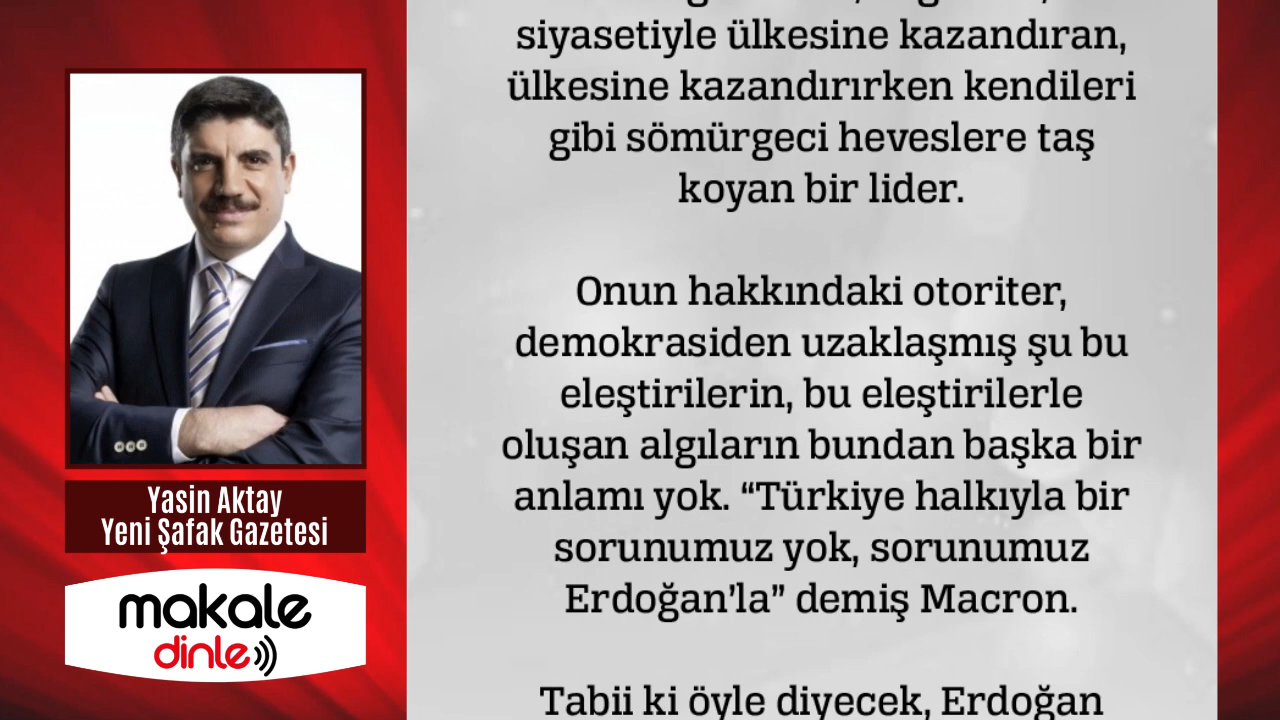 siyasetiyle ülkesine kazandıran,
ülkesine kazandırırken kendileri
gibi sömürgeci heveslere taş
koyan bir lider.
Onun hakkındaki otoriter,
demokrasiden uzaklaşmış şu bu
eleştirilerin, bu eleştirilerle
oluşan algıların bundan başka bir
anlamı yok. “Türkiye halkıyla bir
sorunumuz yok, sorunumuz
Erdoğan’la” demiş Macron.
Tabii ki öyle diyecek, Erdoğan
Yasin Aktay
Yeni Şafak Gazetesi
makale
dinle